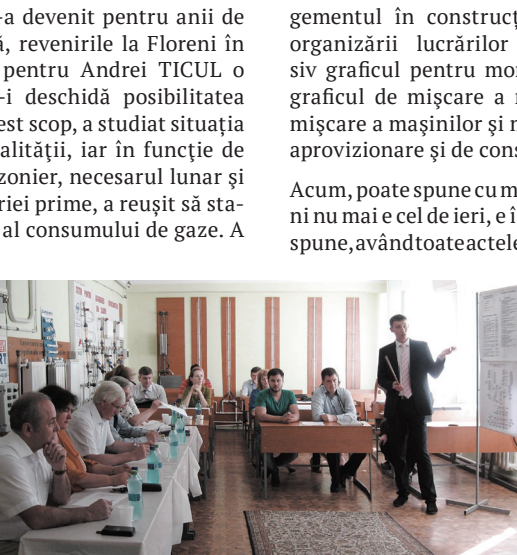 -a devenit pentru anii de
, revenirile la Floreni în
pentru Andrei TICUL o
-i deschidă posibilitatea
est scop, a studiat situaţia
alităţii, iar în funcţie de
zonier, necesarul lunar şi
riei prime, a reuşit să sta-
al consumului de gaze. A
gementul în construcţ
organizării lucrărilor
siv graficul pentru mo
graficul de mişcare a
mişcare a maşinilor şi
aprovizionare şi de cons
Acum, poate spune cu m
ni nu mai e cel de ieri, e î
spune, având toate actele